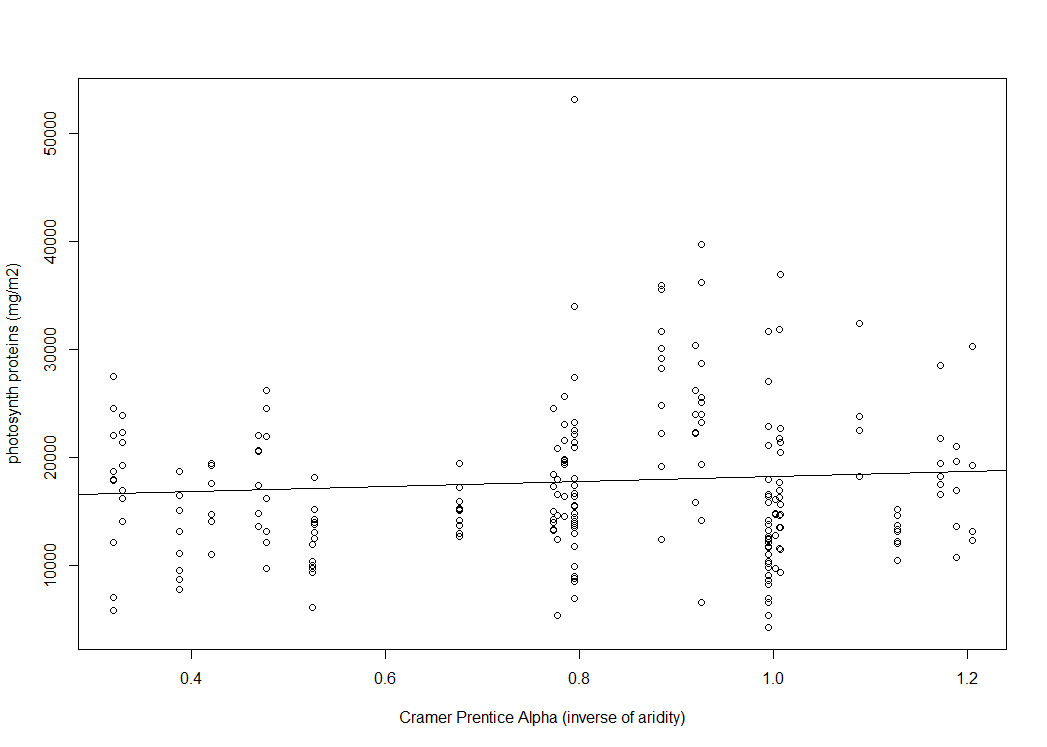 50000
40000
30000
20000
10000
photosynth proteins (mg/m2)
0.4 0.6 0.8 1.0 1.2
Cramer Prentice Alpha (inverse of aridity)